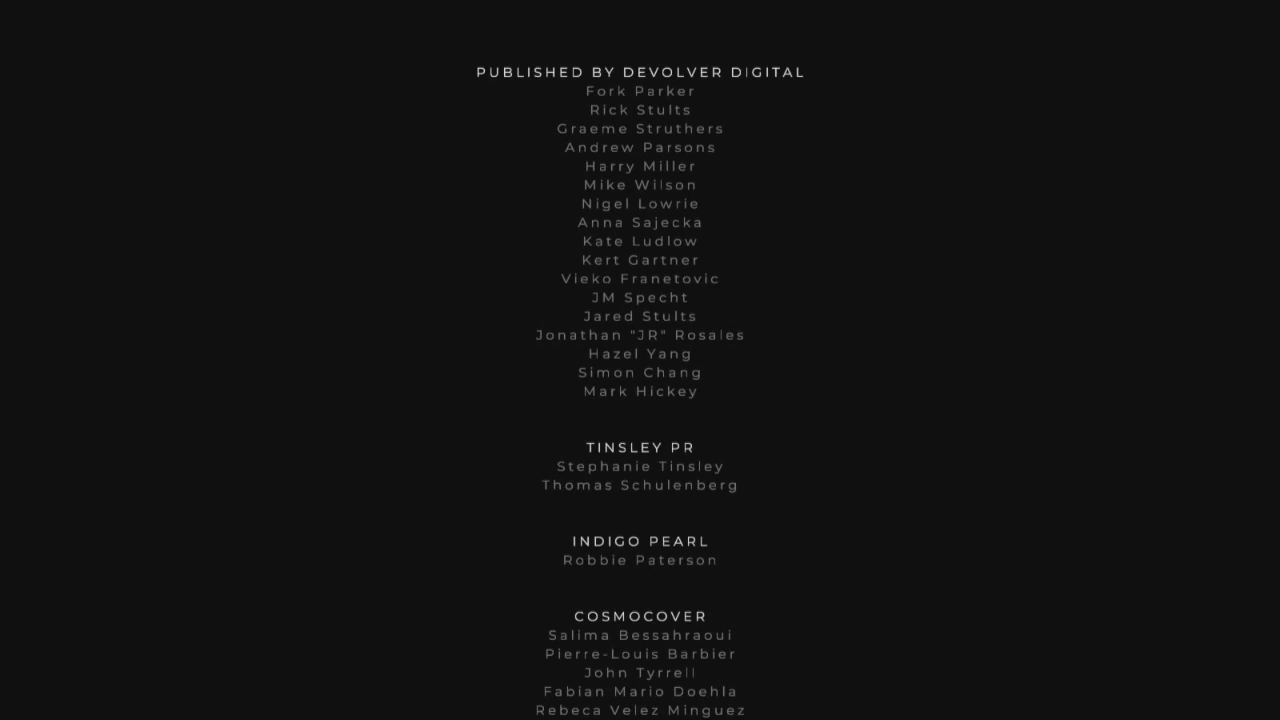 PUBLISHED BY DEVOLVER DIGITAL
Fork Parker
Rick Stults
Graeme Struthers
Andrew Parsons
Harry Miller
Mike Wilson
Nigel Lowrie
Anna Sajecka
Kate Ludlow
Kert Gartner
Vieko Franetovic
JM Specht
Jared Stults
Jonathan "JR" Rosales
Hazel Yang
Simon Chang
Mark Hickey
TINSLEY PR
Stephanie Tinsley
Thomas Schulenberg
INDIGO PEARL
Robbie Paterson
COSMOCOVER
Salima Bessahraoui
Pierre-Louis Barbier
John Tyrrell
Fabian Mario Doehla
Rebeca Velez Minguez